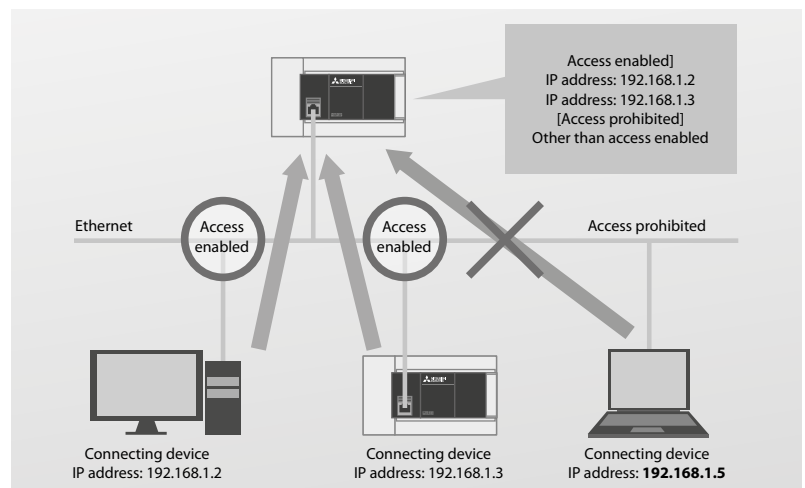 Access enabled]
IP address: 192.168.1.2
IP address: 192.168.1.3
[Access prohibited]
Other than access enabled
Ethernet
Access
enabled
Access
enabled
Access prohibited
Connecting device
IP address: 192.168.1.2
Connecting device
IP address: 192.168.1.3
Connecting device
IP address: 192.168.1.5